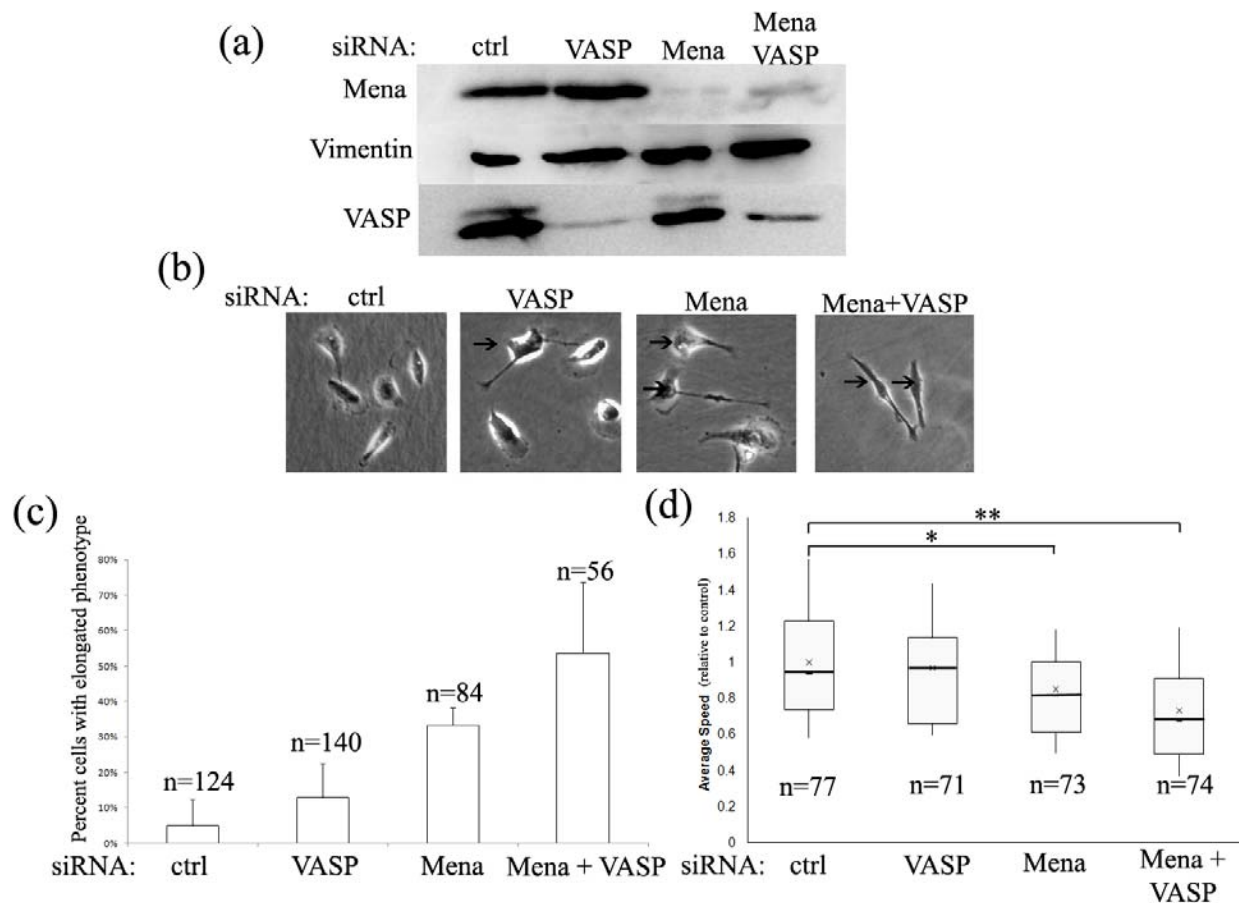 (a)
siRNA: ctrl VASP Mena Mena VASP
Mena
Vimentin
VASP
(b)
siRNA: ctrl VASP Mena Mena+VASP
(c)
Percent cells with elongated phenotype
80%
70%
60%
50%
40%
30%
20%
10%
0%
n=124
n=140
n=84
n=56
siRNA: ctrl VASP Mena Mena + VASP
(d)
Average Speed (relative to control)
1.8
1.6
1.4
1.2
1
0.8
0.6
0.4
0.2
0
**
*
n=77
n=71
n=73
n=74
siRNA: ctrl VASP Mena Mena + VASP